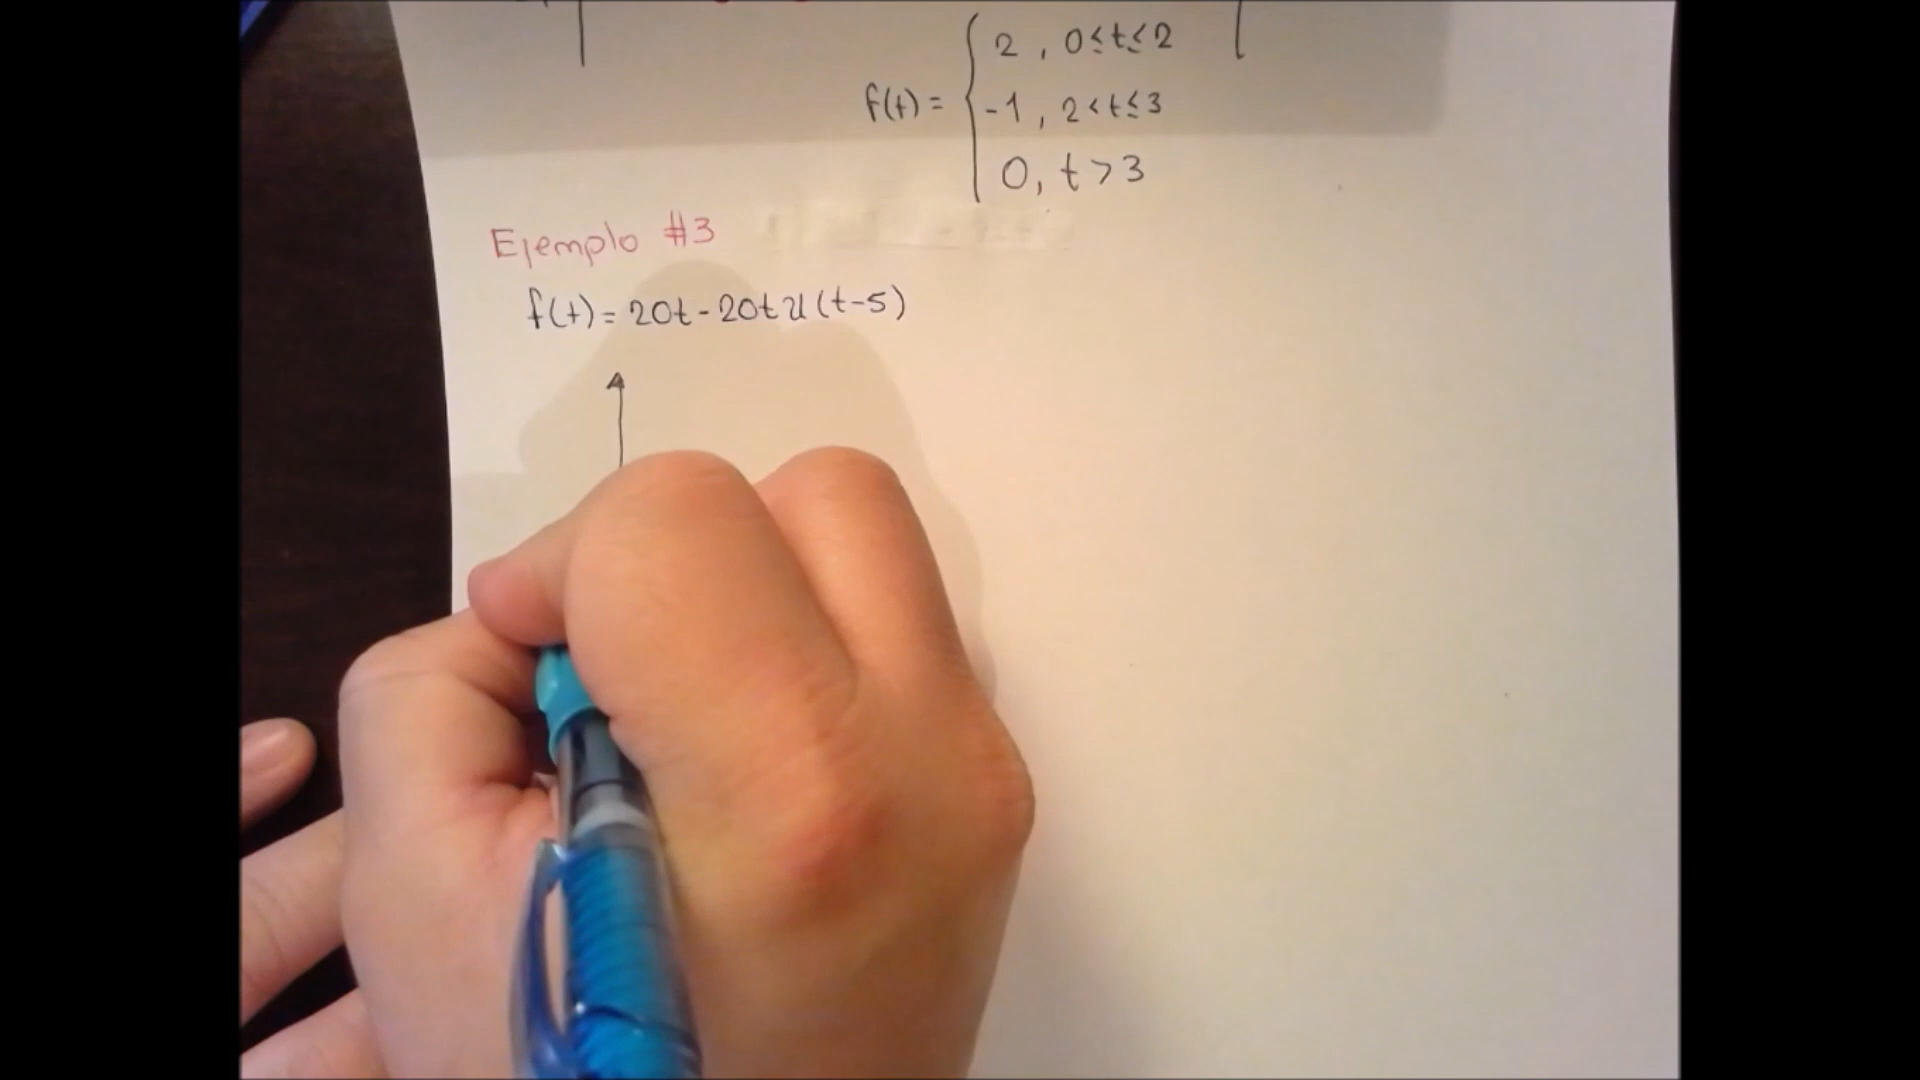 2 , 0≤t≤2
f(t) = { -1 , 2<t≤3
0, t>3
Ejemplo #3
f(t) = 20t - 20t U(t-5)